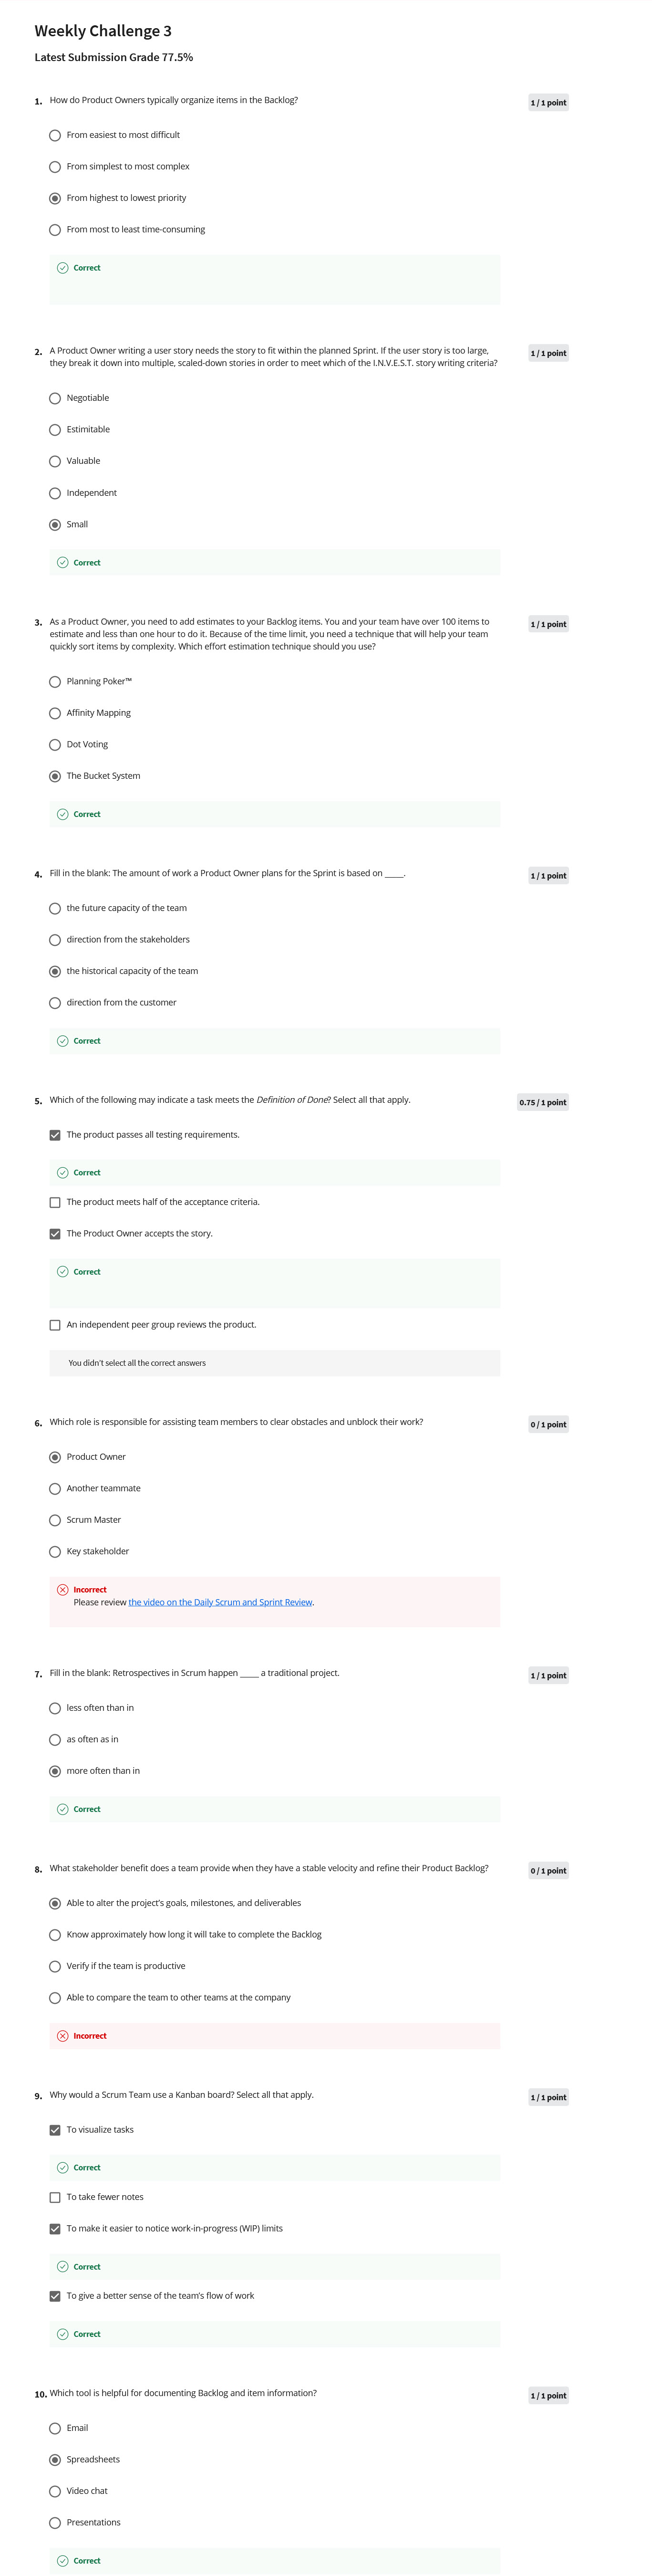 Weekly Challenge 3
Latest Submission Grade 77.5%
1. How do Product Owners typically organize items in the Backlog?
1 / 1 point
From easiest to most difficult
From simplest to most complex
From highest to lowest priority
From most to least time-consuming
Correct
2. A Product Owner writing a user story needs the story to fit within the planned Sprint. If the user story is too large,
they break it down into multiple, scaled-down stories in order to meet which of the I.N.V.E.S.T. story writing criteria?
1 / 1 point
Negotiable
Estimitable
Valuable
Independent
Small
Correct
3. As a Product Owner, you need to add estimates to your Backlog items. You and your team have over 100 items to
estimate and less than one hour to do it. Because of the time limit, you need a technique that will help your team
quickly sort items by complexity. Which effort estimation technique should you use?
1 / 1 point
Planning Poker™
Affinity Mapping
Dot Voting
The Bucket System
Correct
4. Fill in the blank: The amount of work a Product Owner plans for the Sprint is based on _____.
1 / 1 point
the future capacity of the team
direction from the stakeholders
the historical capacity of the team
direction from the customer
Correct
5. Which of the following may indicate a task meets the Definition of Done? Select all that apply.
0.75 / 1 point
The product passes all testing requirements.
Correct
The product meets half of the acceptance criteria.
The Product Owner accepts the story.
Correct
An independent peer group reviews the product.
You didn't select all the correct answers
6. Which role is responsible for assisting team members to clear obstacles and unblock their work?
0 / 1 point
Product Owner
Another teammate
Scrum Master
Key stakeholder
Incorrect
Please review the video on the Daily Scrum and Sprint Review.
7. Fill in the blank: Retrospectives in Scrum happen _____ a traditional project.
1 / 1 point
less often than in
as often as in
more often than in
Correct
8. What stakeholder benefit does a team provide when they have a stable velocity and refine their Product Backlog?
0 / 1 point
Able to alter the project's goals, milestones, and deliverables
Know approximately how long it will take to complete the Backlog
Verify if the team is productive
Able to compare the team to other teams at the company
Incorrect
9. Why would a Scrum Team use a Kanban board? Select all that apply.
1 / 1 point
To visualize tasks
Correct
To take fewer notes
To make it easier to notice work-in-progress (WIP) limits
Correct
To give a better sense of the team's flow of work
Correct
10. Which tool is helpful for documenting Backlog and item information?
1 / 1 point
Email
Spreadsheets
Video chat
Presentations
Correct